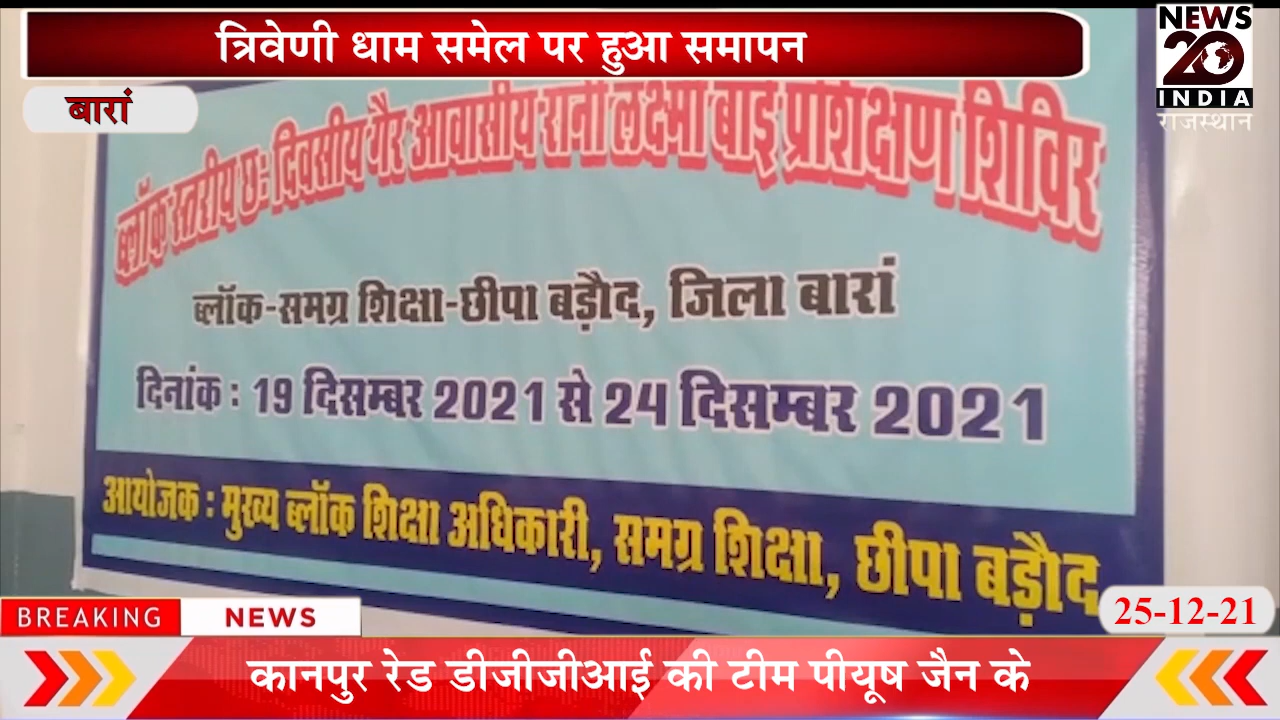 त्रिवेणी धाम समेल पर हुआ समापन
NEWS
20
INDIA
राजस्थान
बारां
ब्लॉक स्तरीय छः दिवसीय गैर आवासीय रानी लक्ष्मी बाई प्रशिक्षण शिविर
ब्लॉक-समग्र शिक्षा-छीपा बड़ौद, जिला बारां
दिनांक : 19 दिसम्बर 2021 से 24 दिसम्बर 2021
आयोजक : मुख्य ब्लॉक शिक्षा अधिकारी, समग्र शिक्षा, छीपा बड़ौद
25-12-21
BREAKING NEWS
कानपुर रेड डीजीजीआई की टीम पीयूष जैन के